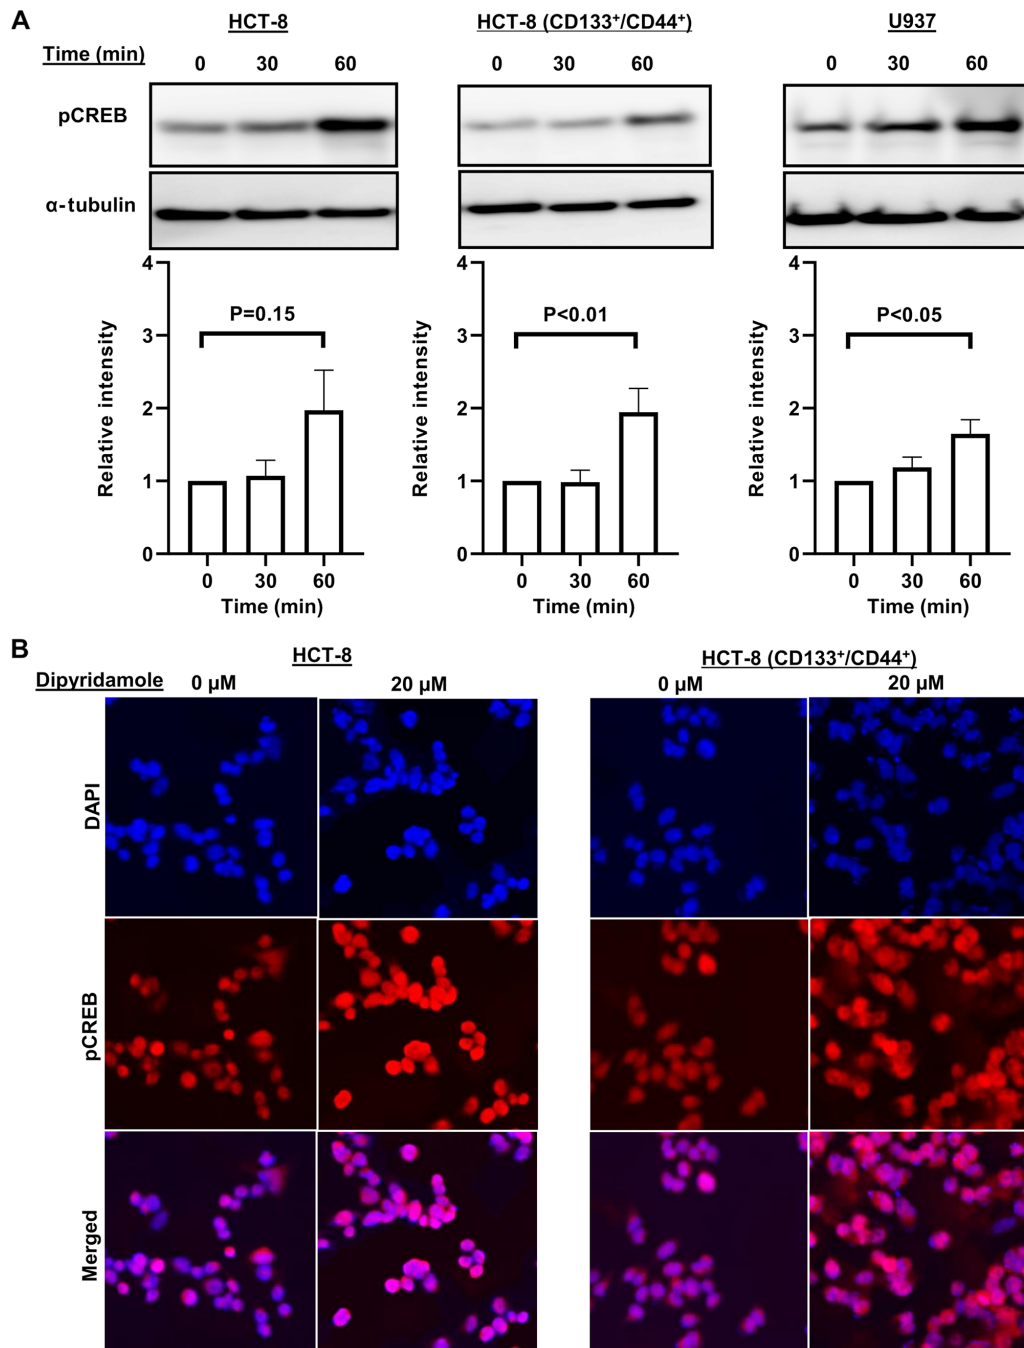 A
HCT-8
HCT-8 (CD133⁺/CD44⁺)
U937
Time (min)
0 30 60
0 30 60
0 30 60
pCREB
α-tubulin
4
3
2
1
0
Relative intensity
P=0.15
0 30 60
Time (min)
4
3
2
1
0
Relative intensity
P<0.01
0 30 60
Time (min)
4
3
2
1
0
Relative intensity
P<0.05
0 30 60
Time (min)
B
HCT-8
HCT-8 (CD133⁺/CD44⁺)
Dipyridamole 0 µM 20 µM
0 µM 20 µM
DAPI
pCREB
Merged